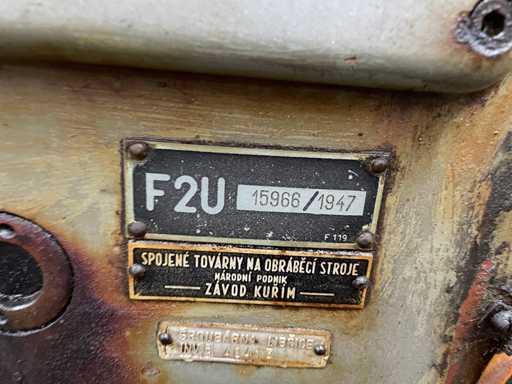 F2U 15966/1947
F 119
SPOJENÉ TOVÁRNY NA OBRÁBĚCÍ STROJE
NÁRODNÍ PODNIK
ZÁVOD KUŘIM